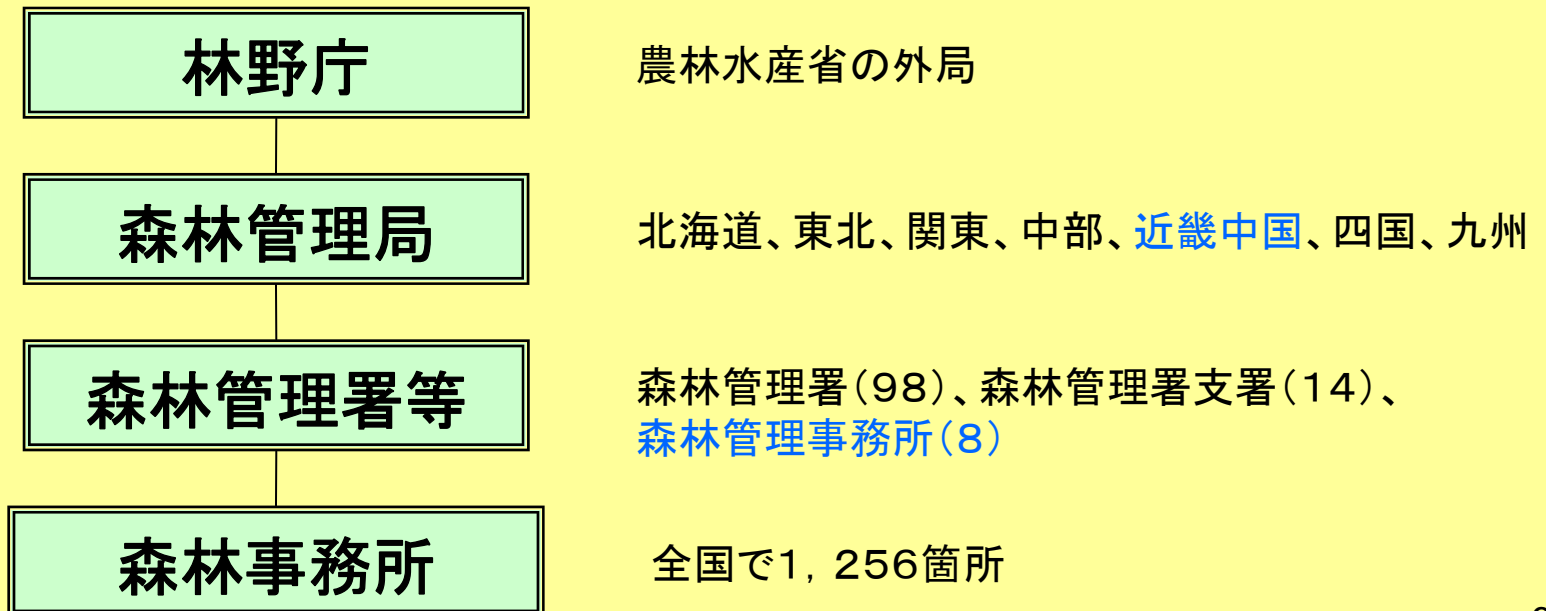 林野庁
農林水産省の外局
森林管理局
北海道、東北、関東、中部、近畿中国、四国、九州
森林管理署等
森林管理署（98）、森林管理署支署（14）、
森林管理事務所（8）
森林事務所
全国で1，256箇所